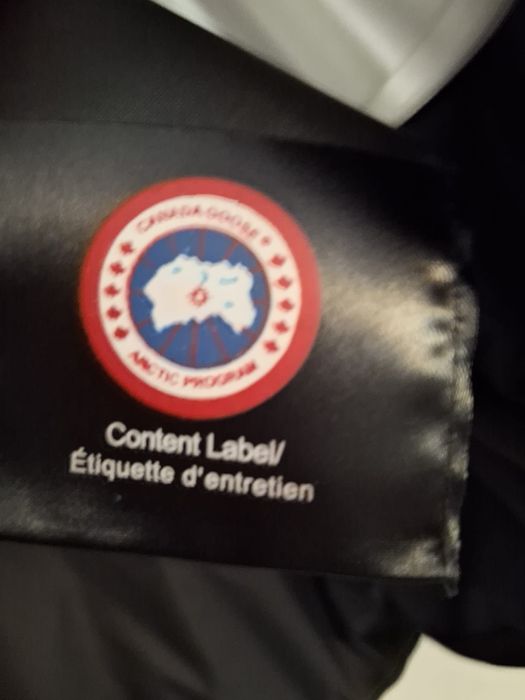 CANADA GOOSE
ARCTIC PROGRAM
Content Label/
Étiquette d'entretien